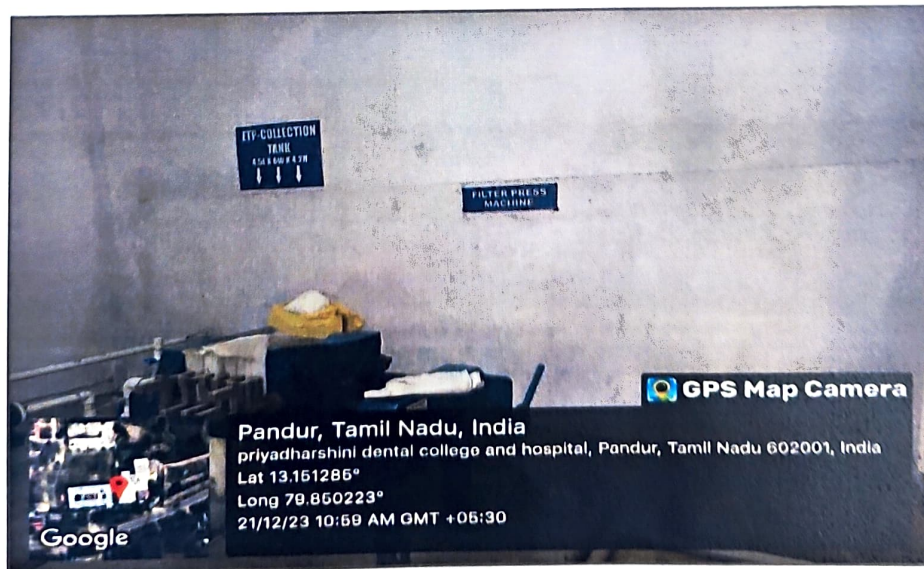 ETP-COLLECTION
TANK
FILTER PRESS
MACHINE
GPS Map Camera
Pandur, Tamil Nadu, India
priyadharshini dental college and hospital, Pandur, Tamil Nadu 602001, India
Lat 13.151285°
Long 79.850223°
21/12/23 10:59 AM GMT +05:30
Google